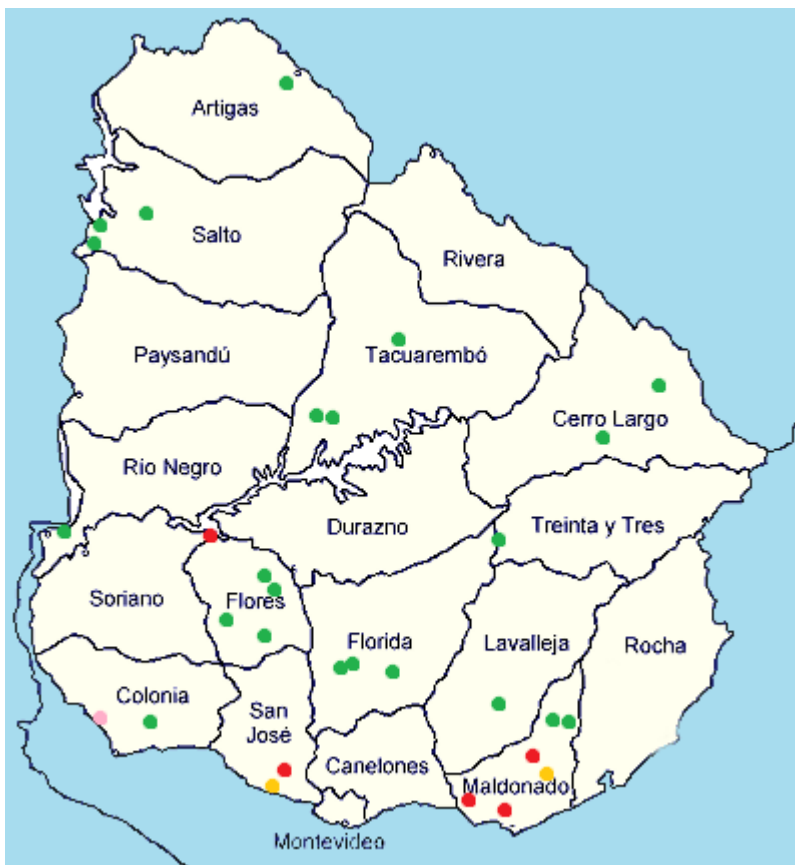 Artigas
Salto
Rivera
Paysandú
Tacuarembó
Cerro Largo
Río Negro
Durazno
Treinta y Tres
Soriano
Flores
Florida
Lavalleja
Rocha
Colonia
San
José
Canelones
Maldonado
Montevideo